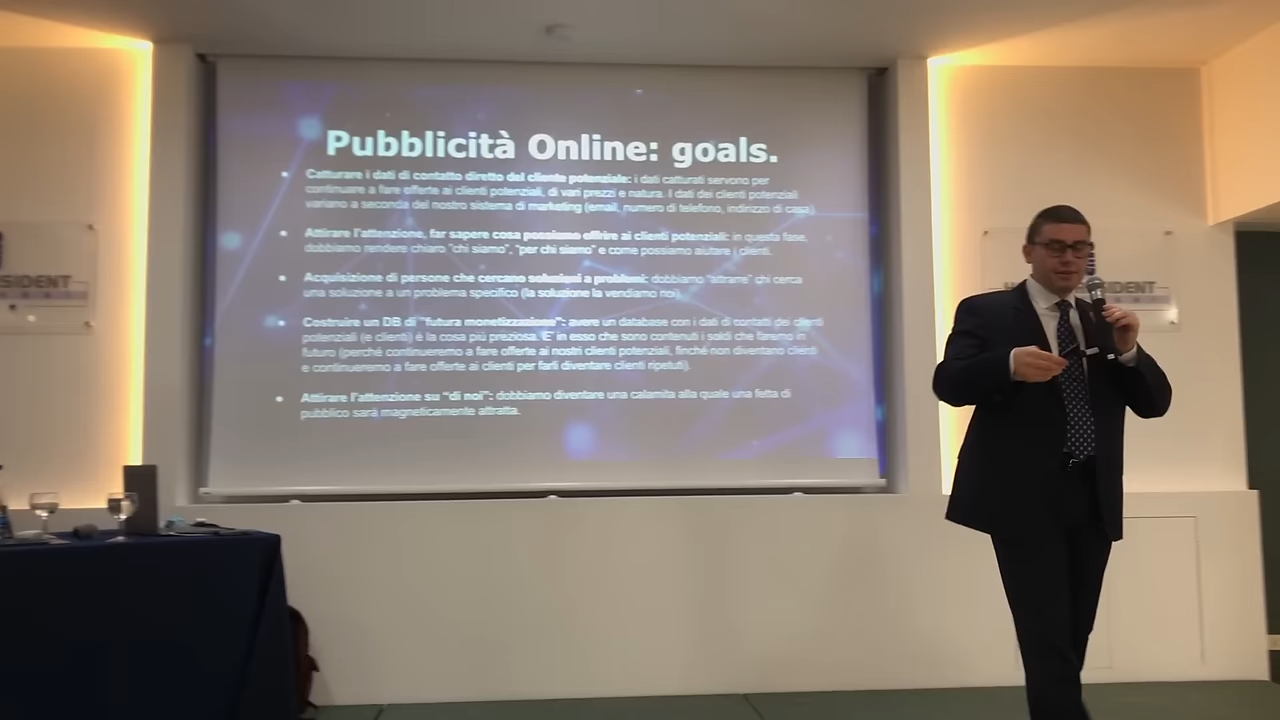 Pubblicità Online: goals.
• Catturare i dati di contatto diretto del cliente potenziale: i dati catturati servono per
continuare a fare offerte ai clienti potenziali, di vari prezzi e natura. I dati dei clienti potenziali
variano a seconda del nostro sistema di marketing (email, numero di telefono, indirizzo di casa).
• Attirare l'attenzione, far sapere cosa possiamo offrire ai clienti potenziali: in questa fase,
dobbiamo rendere chiaro "chi siamo", "per chi siamo" e come possiamo aiutare i clienti.
• Acquisizione di persone che cercano soluzioni a problemi: dobbiamo "attirare" chi cerca
una soluzione a un problema specifico (la soluzione la vendiamo noi).
• Costruire un DB di "futura monetizzazione": avere un database con i dati di contatti dei clienti
potenziali (e clienti) è la cosa più preziosa. E' in esso che sono contenuti i soldi che faremo in
futuro (perché continueremo a fare offerte ai nostri clienti potenziali, finché non diventano clienti
e continueremo a fare offerte ai clienti per farli diventare clienti ripetuti).
• Attirare l'attenzione su "di noi": dobbiamo diventare una calamita alla quale una fetta di
pubblico sarà magneticamente attratta.
SIDENT
SIDENT